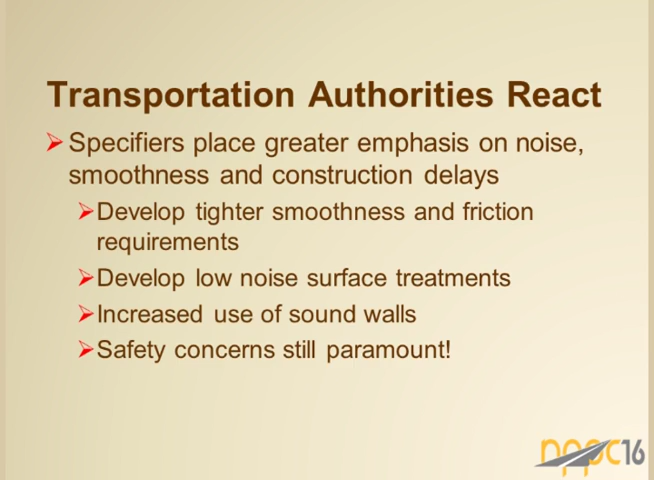 Transportation Authorities React
Specifiers place greater emphasis on noise,
smoothness and construction delays
Develop tighter smoothness and friction
requirements
Develop low noise surface treatments
Increased use of sound walls
Safety concerns still paramount!
nppc16